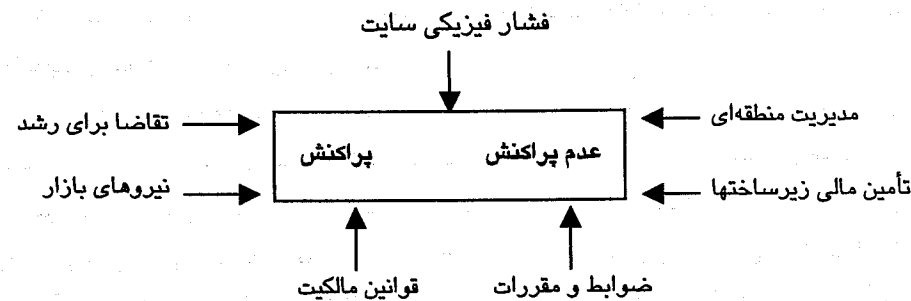 فشار فیزیکی سایت
مدیریت منطقه‌ای
تقاضا برای رشد
عدم پراکنش
پراکنش
تأمین مالی زیرساختها
نیروهای بازار
ضوابط و مقررات
قوانین مالکیت